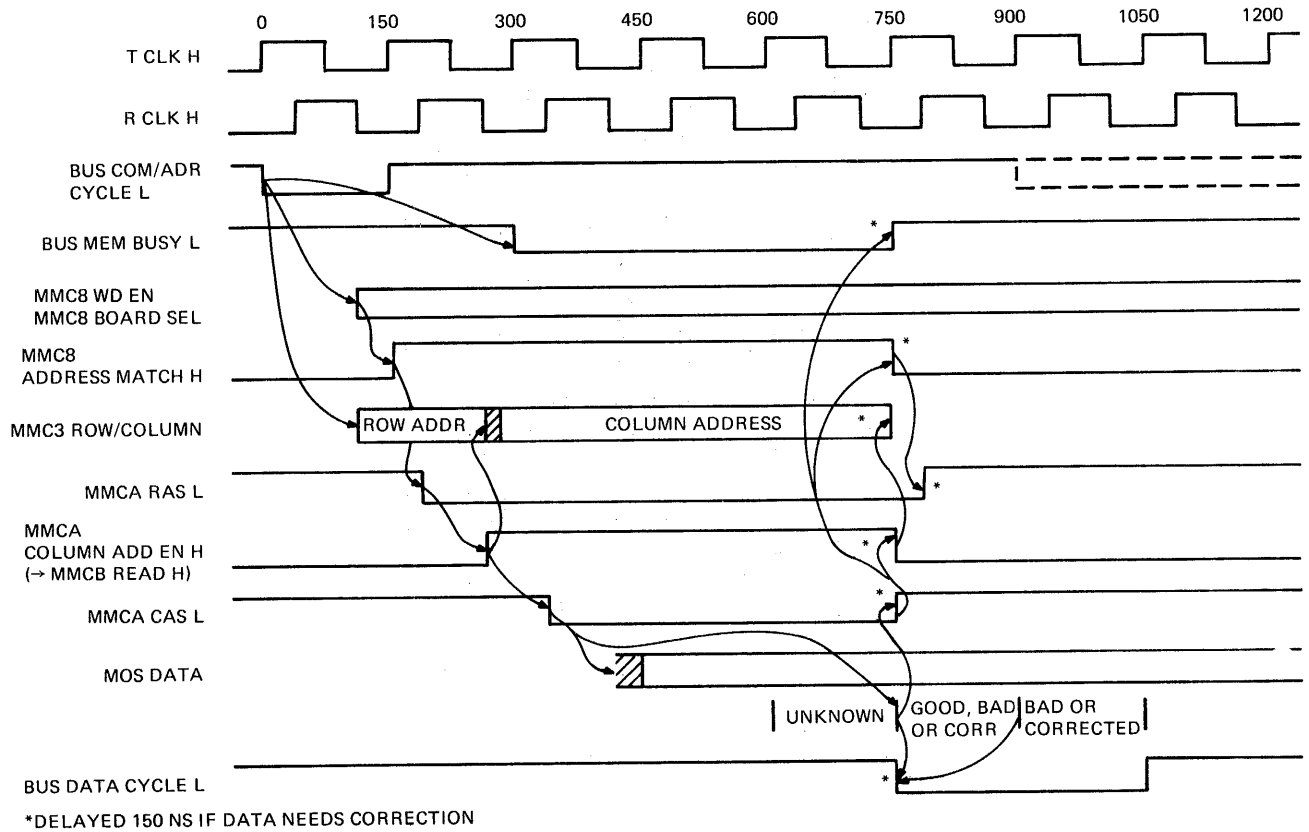 0 150 300 450 600 750 900 1050 1200
T CLK H
R CLK H
BUS COM/ADR
CYCLE L
BUS MEM BUSY L
*
MMC8 WD EN
MMC8 BOARD SEL
MMC8
ADDRESS MATCH H
*
MMC3 ROW/COLUMN
ROW ADDR
COLUMN ADDRESS
*
MMCA RAS L
*
MMCA
COLUMN ADD EN H
(→ MMCB READ H)
*
MMCA CAS L
*
MOS DATA
UNKNOWN
GOOD, BAD
OR CORR
BAD OR
CORRECTED
BUS DATA CYCLE L
*
*DELAYED 150 NS IF DATA NEEDS CORRECTION